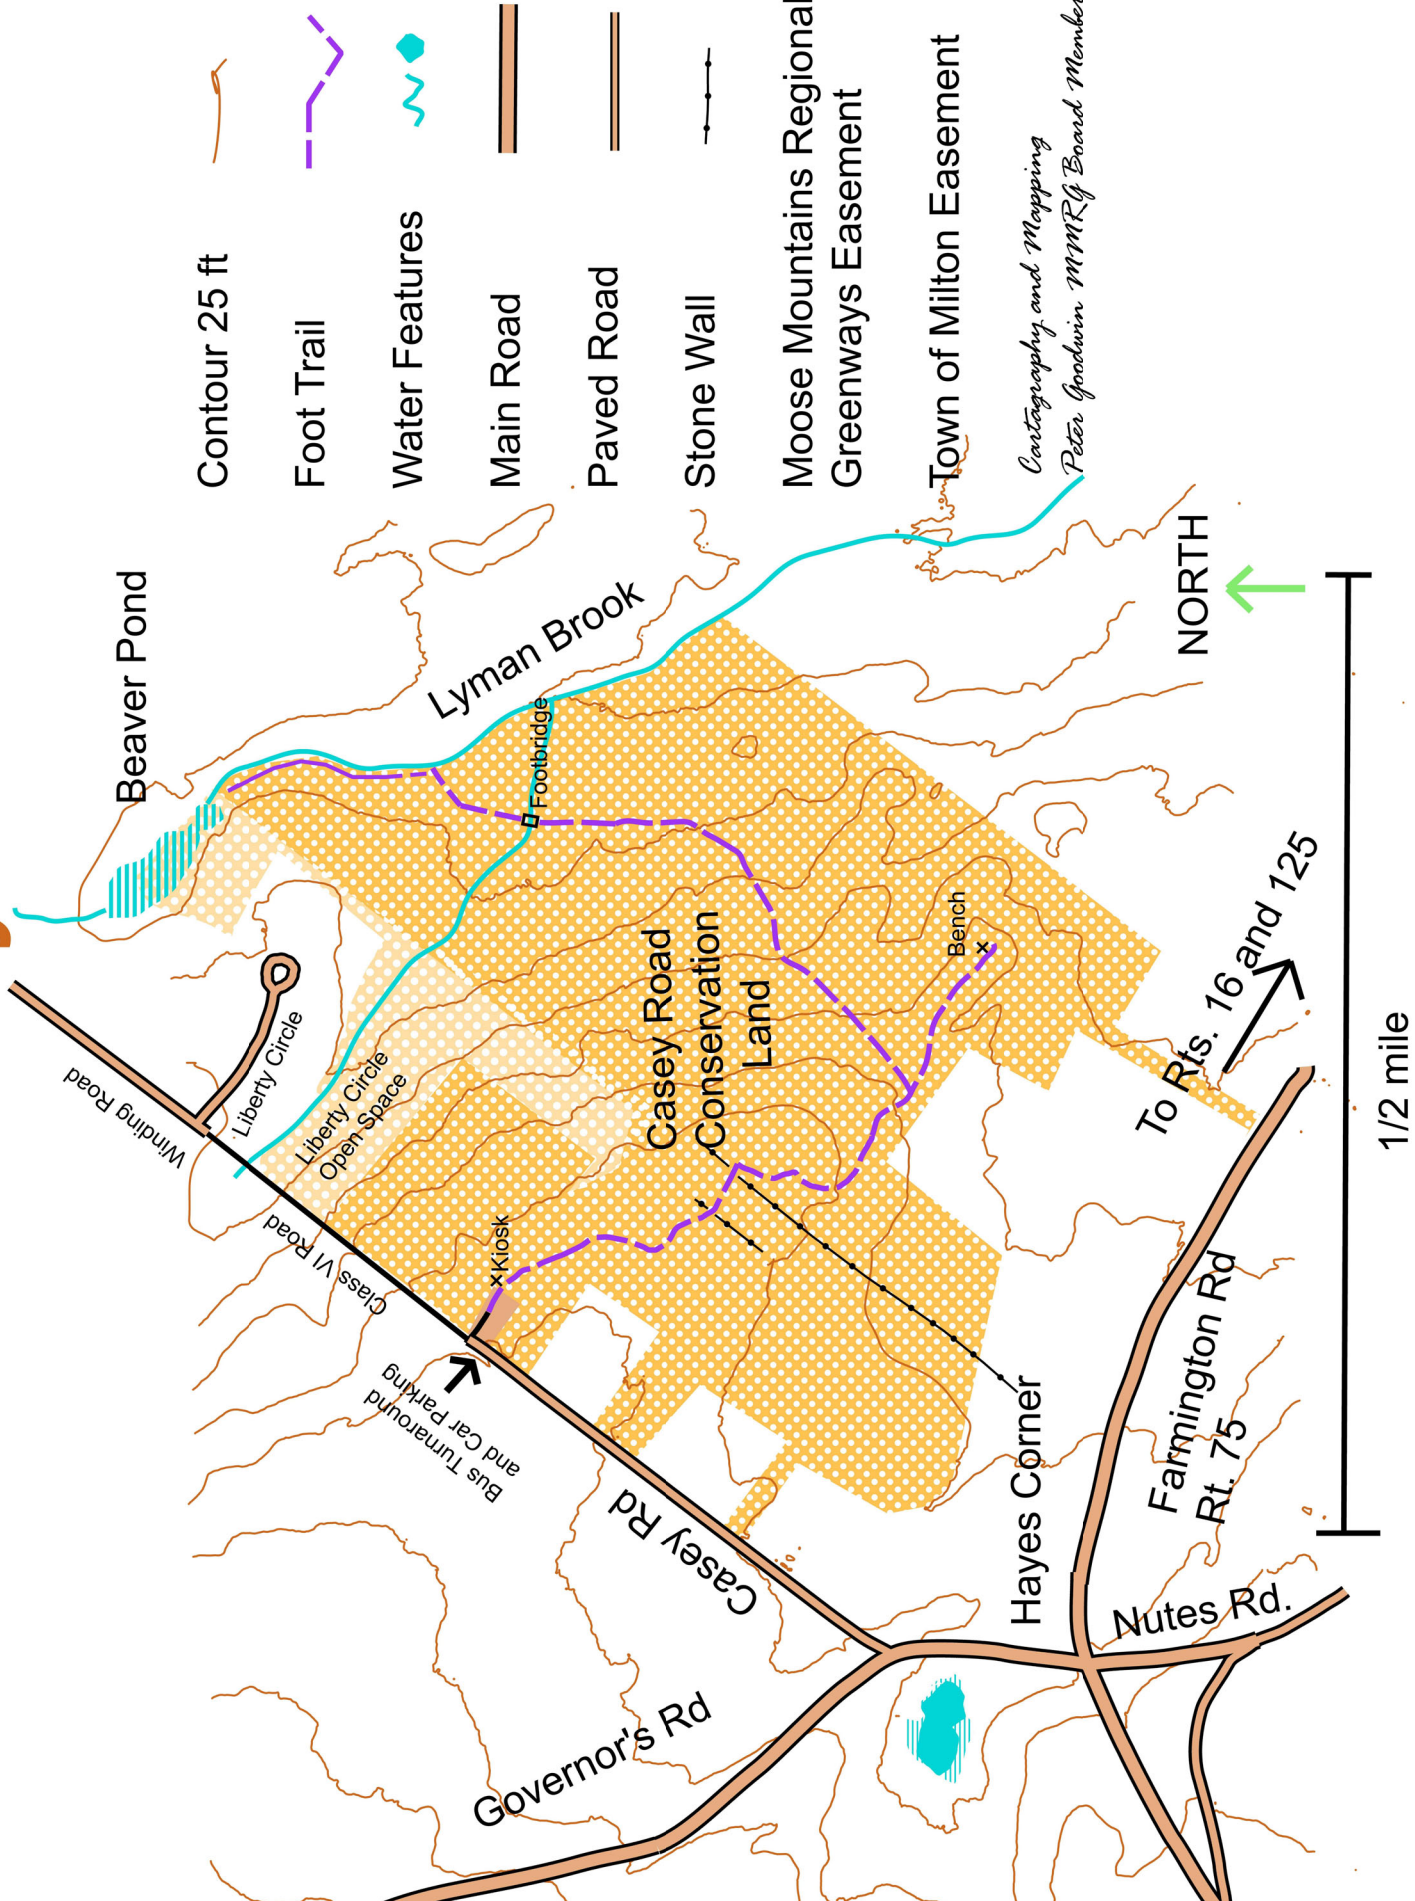 Contour 25 ft
Foot Trail
Water Features
Main Road
Paved Road
Stone Wall
Moose Mountains Regional
Greenways Easement
Town of Milton Easement
Cartagraphy and Mapping
Peter Goodwin MMRG Board Member
Beaver Pond
Lyman Brook
Footbridge
Winding Road
Liberty Circle
Liberty Circle
Open Space
Class VI Road
Kiosk
Bus Turnaround
and Car Parking
Casey Road
Conservation
Land
Bench
Casey Rd
Governor's Rd
Hayes Corner
Nutes Rd.
Farmington Rd
Rt. 75
To Rts. 16 and 125
NORTH
1/2 mile